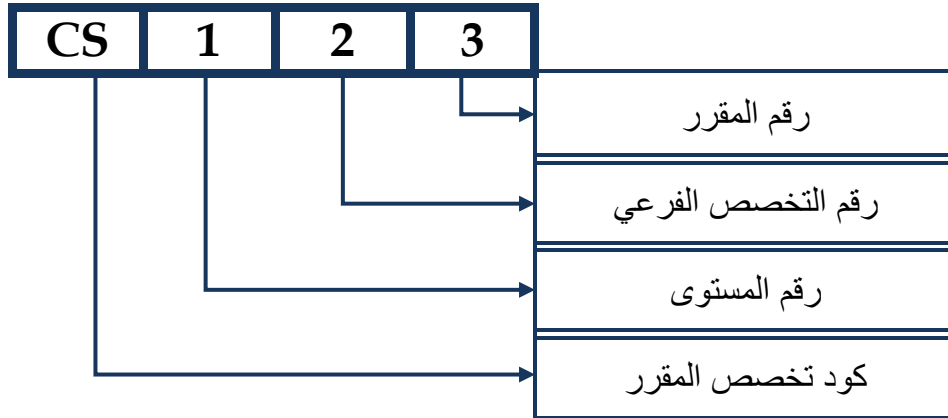 CS 1 2 3
رقم المقرر
رقم التخصص الفرعي
رقم المستوى
كود تخصص المقرر